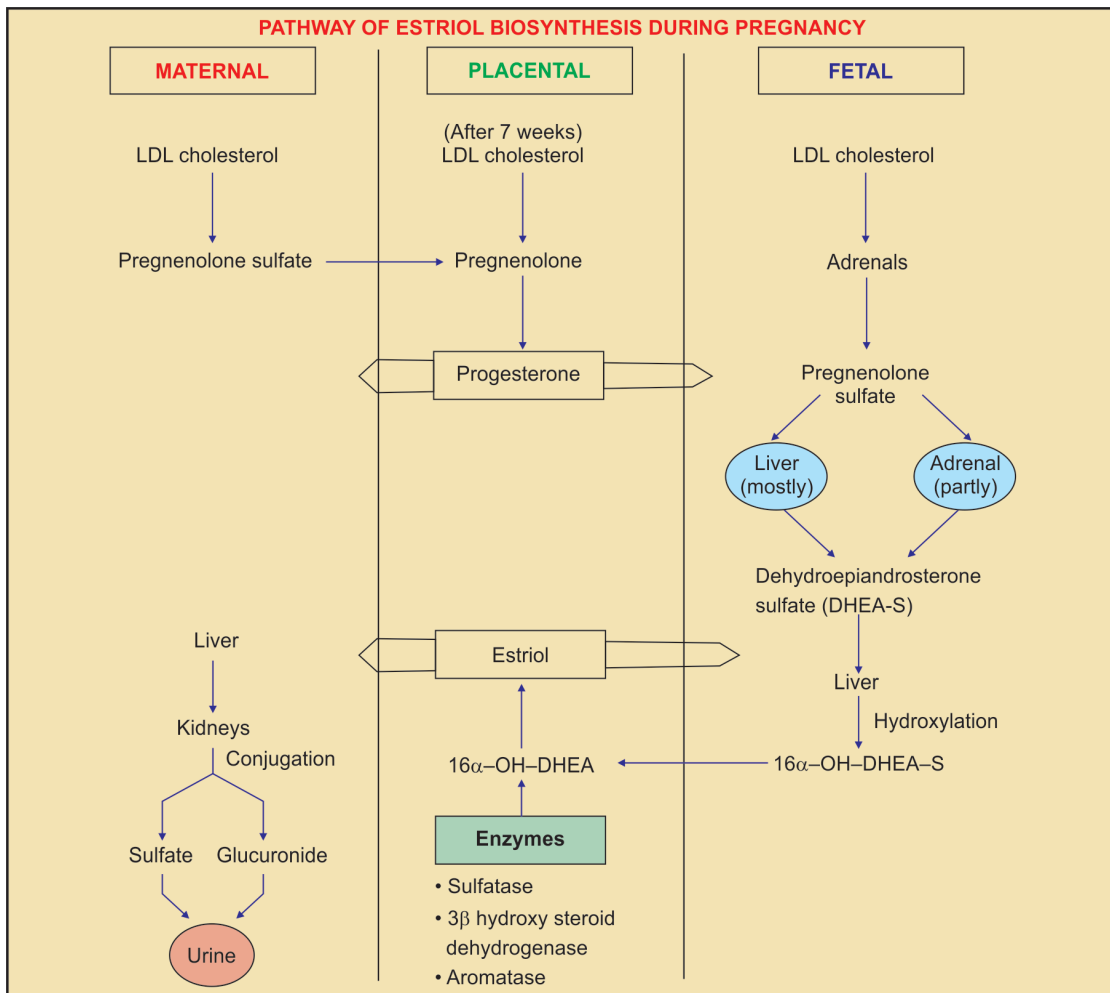 PATHWAY OF ESTRIOL BIOSYNTHESIS DURING PREGNANCY
MATERNAL
LDL cholesterol
Pregnenolone sulfate
Liver
Kidneys
Conjugation
Sulfate
Glucuronide
Urine
PLACENTAL
(After 7 weeks)
LDL cholesterol
Pregnenolone
Progesterone
Estriol
16α–OH–DHEA
Enzymes
• Sulfatase
• 3β hydroxy steroid
dehydrogenase
• Aromatase
FETAL
LDL cholesterol
Adrenals
Pregnenolone
sulfate
Liver
(mostly)
Adrenal
(partly)
Dehydroepiandrosterone
sulfate (DHEA-S)
Liver
Hydroxylation
16α–OH–DHEA–S